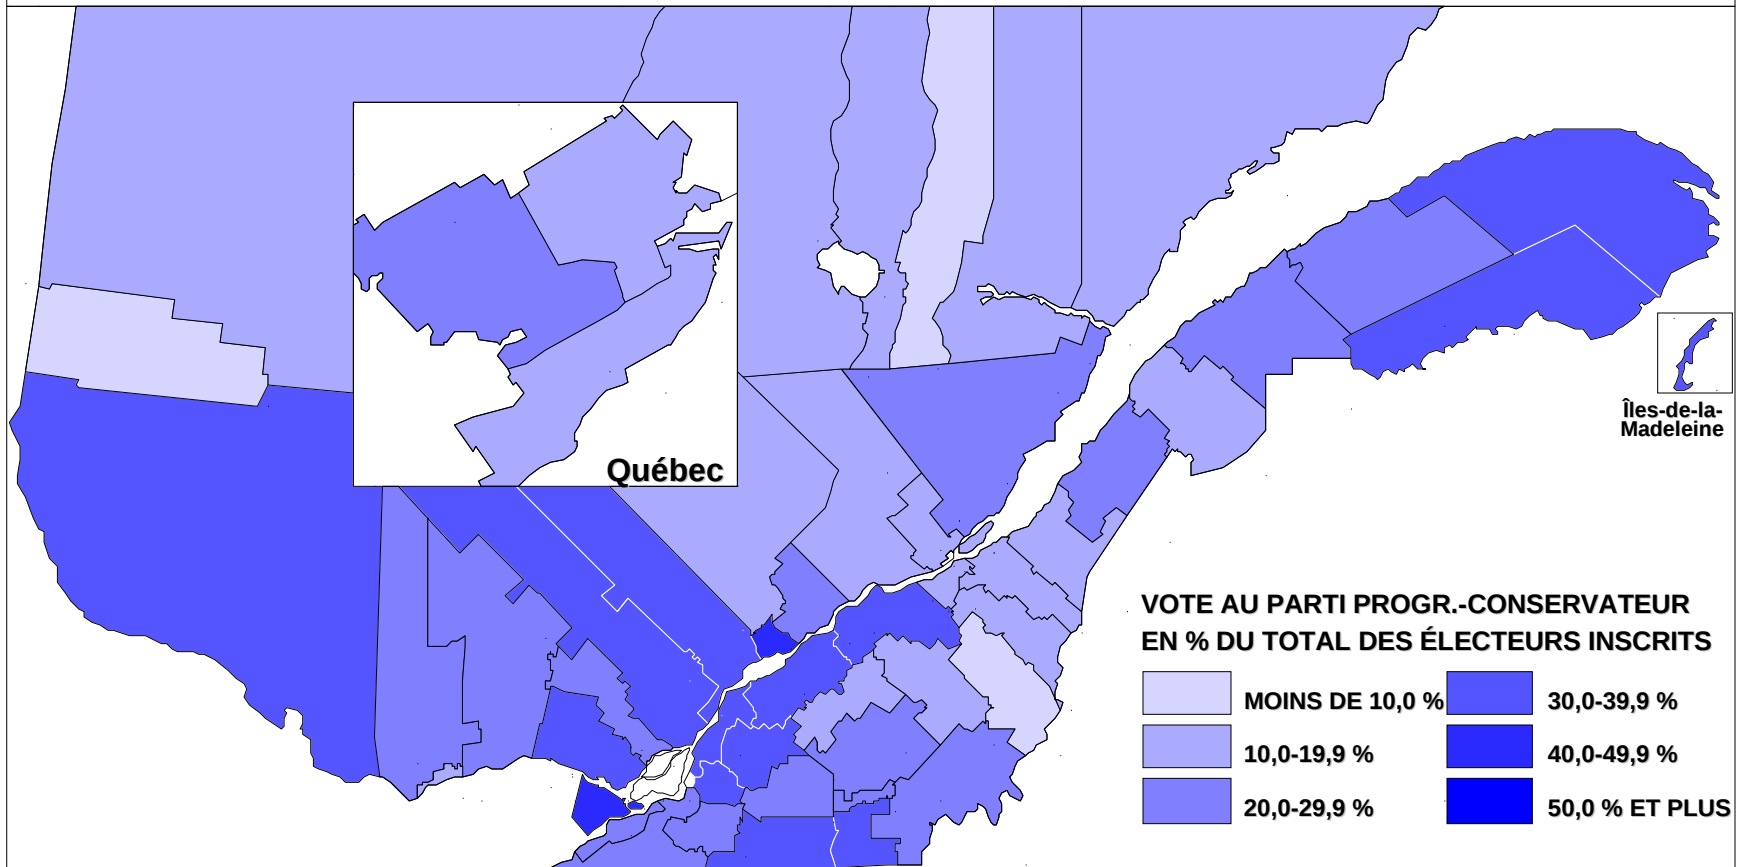 Québec
Îles-de-la-
Madeleine
VOTE AU PARTI PROGR.-CONSERVATEUR
EN % DU TOTAL DES ÉLECTEURS INSCRITS
MOINS DE 10,0 %
30,0-39,9 %
10,0-19,9 %
40,0-49,9 %
20,0-29,9 %
50,0 % ET PLUS